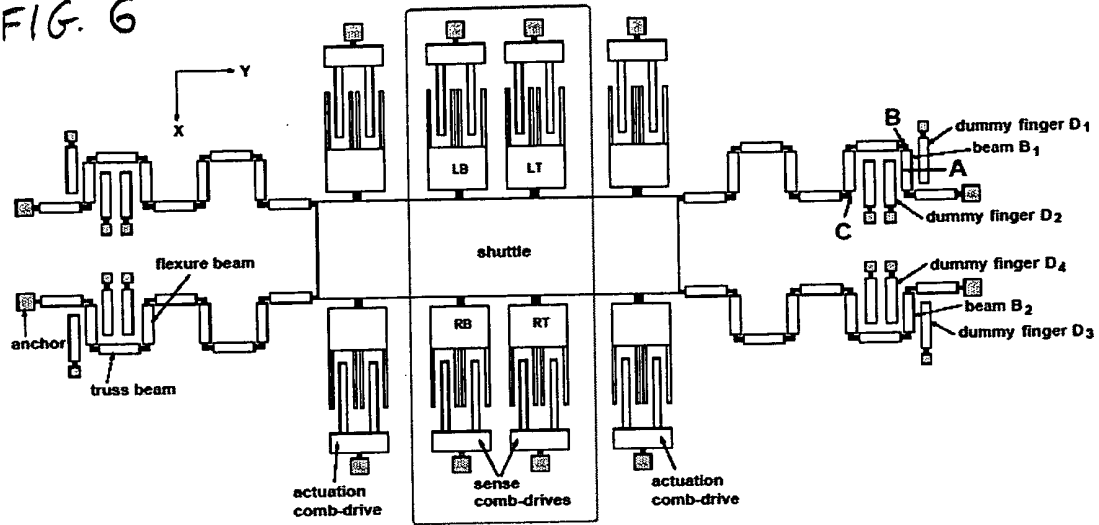 FIG. 6
Y
X
B
dummy finger D1
beam B1
A
LB
LT
dummy finger D2
C
shuttle
flexure beam
dummy finger D4
beam B2
RB
RT
anchor
dummy finger D3
truss beam
actuation
comb-drive
sense
comb-drives
actuation
comb-drive